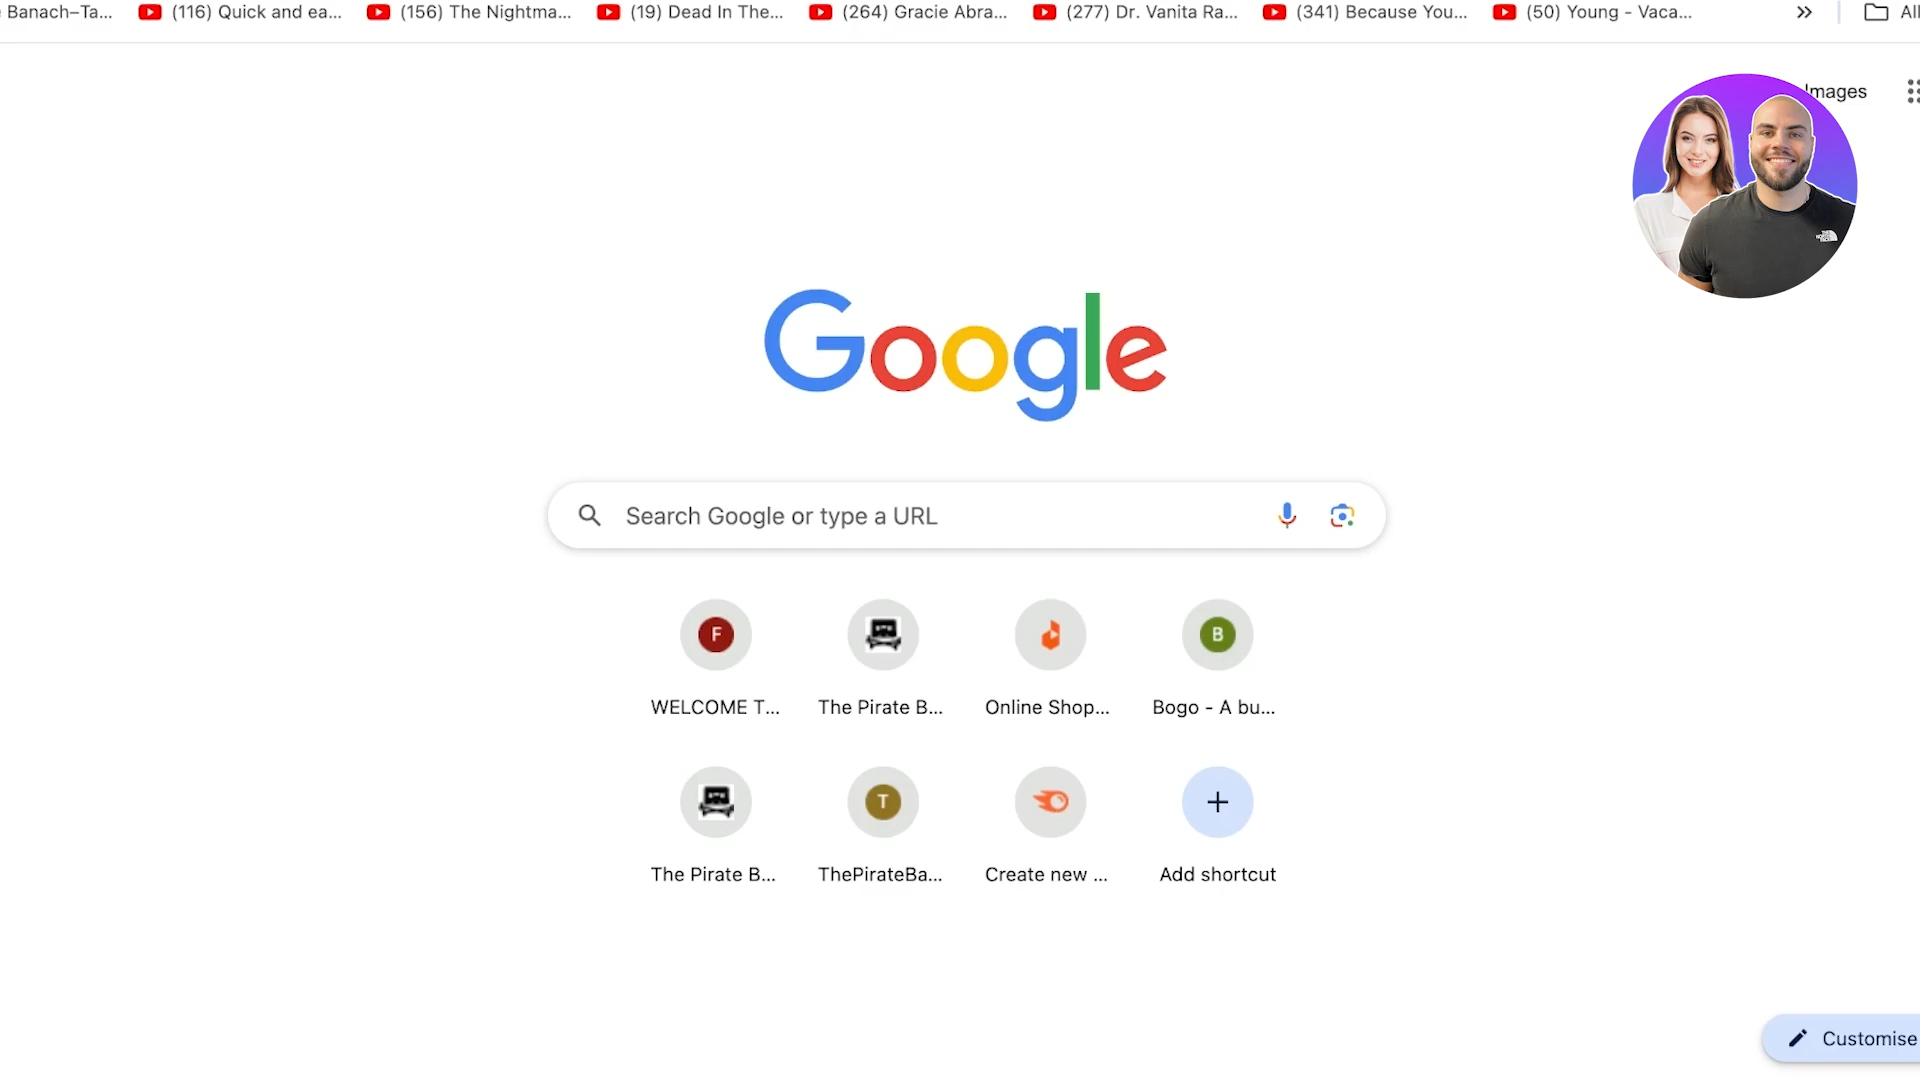 Banach–Ta... (116) Quick and ea... (156) The Nightma... (19) Dead In The... (264) Gracie Abra... (277) Dr. Vanita Ra... (341) Because You... (50) Young - Vaca... » All
Images
Google
Search Google or type a URL
F B
WELCOME T... The Pirate B... Online Shop... Bogo - A bu...
T
The Pirate B... ThePirateBa... Create new ... Add shortcut
Customise